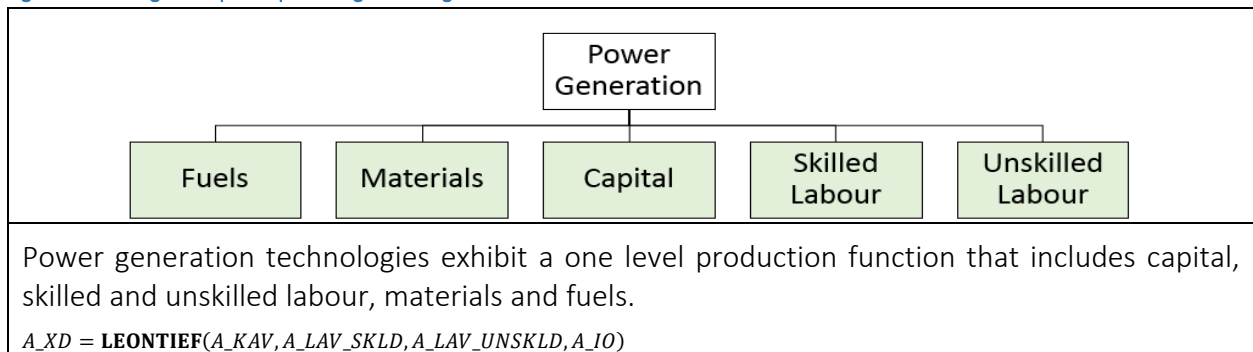 Power
Generation
Fuels
Materials
Capital
Skilled
Labour
Unskilled
Labour
Power generation technologies exhibit a one level production function that includes capital,
skilled and unskilled labour, materials and fuels.
A_XD = LEONTIEF(A_KAV, A_LAV_SKLD, A_LAV_UNSKLD, A_IO)